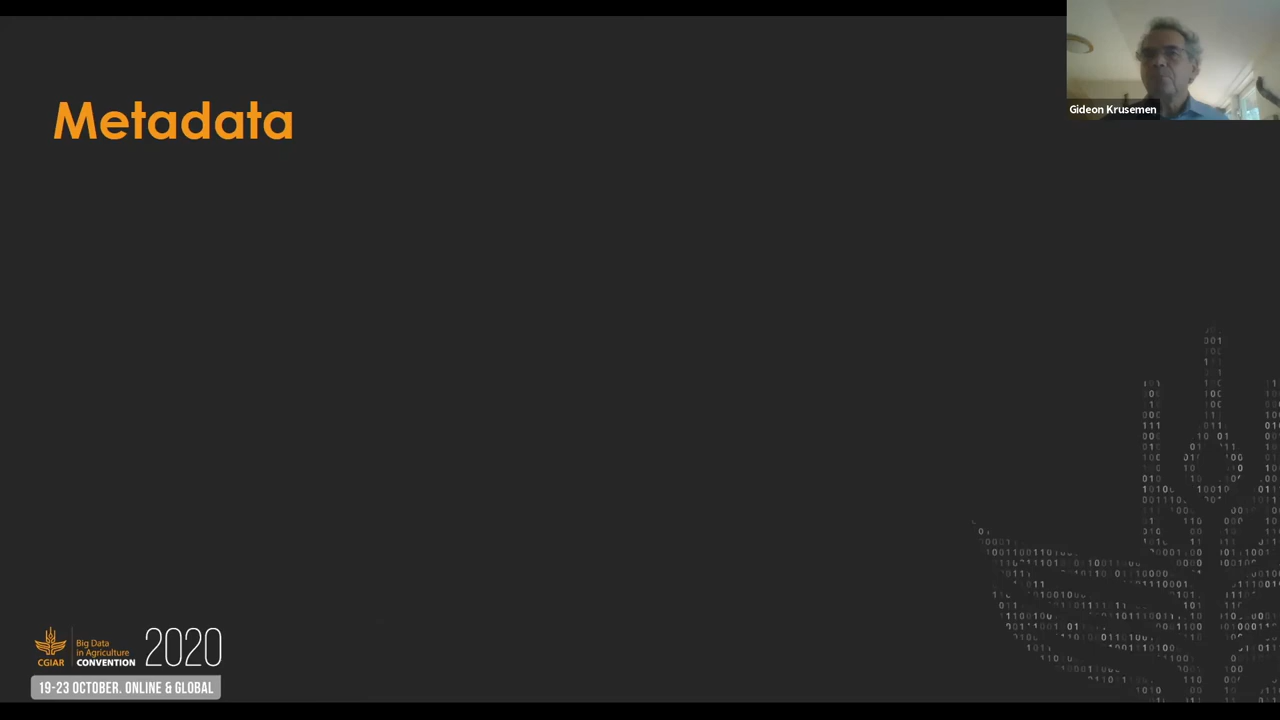 Metadata
Gideon Krusemen
CGIAR
Big Data
in Agriculture
CONVENTION
2020
19-23 OCTOBER. ONLINE & GLOBAL